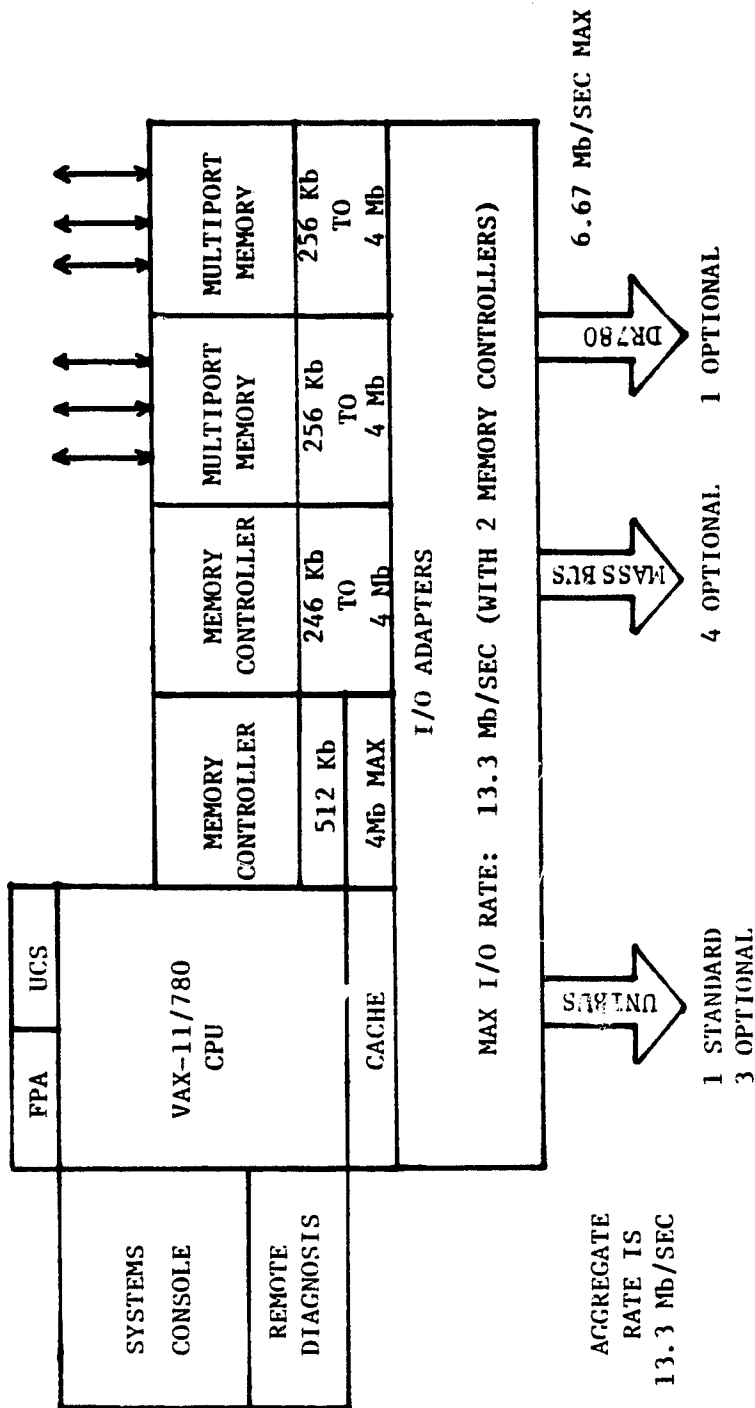 FPA
UCS
SYSTEMS
CONSOLE
REMOTE
DIAGNOSIS
VAX-11/780
CPU
CACHE
MEMORY
CONTROLLER
512 Kb
4Mb MAX
MEMORY
CONTROLLER
246 Kb
TO
4 Mb
MULTIPORT
MEMORY
256 Kb
TO
4 Mb
MULTIPORT
MEMORY
256 Kb
TO
4 Mb
I/O ADAPTERS
MAX I/O RATE: 13.3 Mb/SEC (WITH 2 MEMORY CONTROLLERS)
AGGREGATE
RATE IS
13.3 Mb/SEC
UNIBUS
1 STANDARD
3 OPTIONAL
MASSBUS
4 OPTIONAL
DR780
1 OPTIONAL
6.67 Mb/SEC MAX